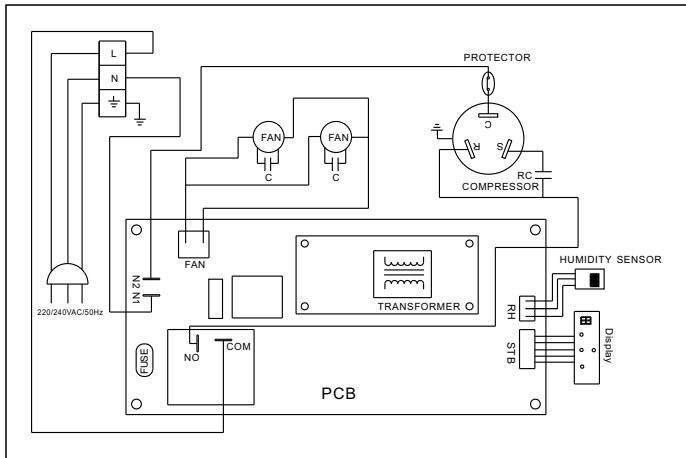 L
N
PROTECTOR
C
R
S
RC
COMPRESSOR
FAN
FAN
C
C
FAN
N2 N1
220/240VAC/50Hz
TRANSFORMER
HUMIDITY SENSOR
RH
STB
Display
NO
COM
FUSE
PCB